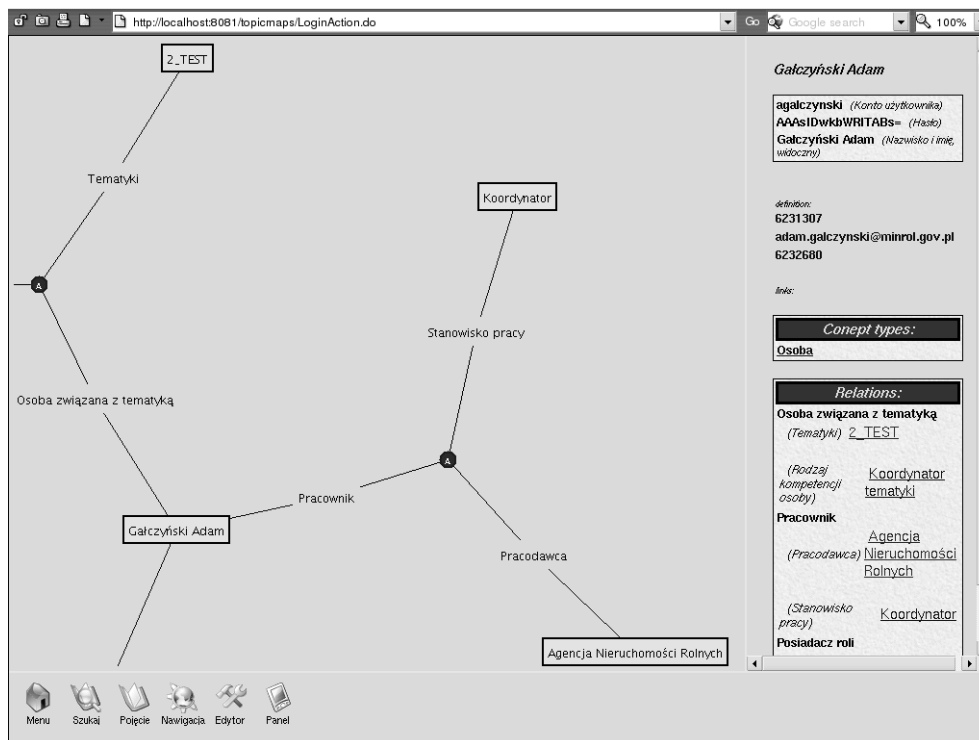 http://localhost:8081/topicmaps/LoginAction.do
Go
Google search
100%
2_TEST
Tematyki
Koordynator
A
Stanowisko pracy
Osoba związana z tematyką
A
Pracownik
Gałczyński Adam
Pracodawca
Agencja Nieruchomości Rolnych
Gałczyński Adam
agalczynski (Konto użytkownika)
AAAsIDwkbWRITABs= (Hasło)
Gałczyński Adam (Nazwisko i imię,
widoczny)
definition:
6231307
adam.galczynski@minrol.gov.pl
6232680
links:
Conept types:
Osoba
Relations:
Osoba związana z tematyką
(Tematyki) 2_TEST
(Rodzaj
kompetencji
osoby)
Koordynator
tematyki
Pracownik
(Pracodawca)
Agencja
Nieruchomości
Rolnych
(Stanowisko
pracy)
Koordynator
Posiadacz roli
Menu
Szukaj
Pojęcie
Nawigacja
Edytor
Panel